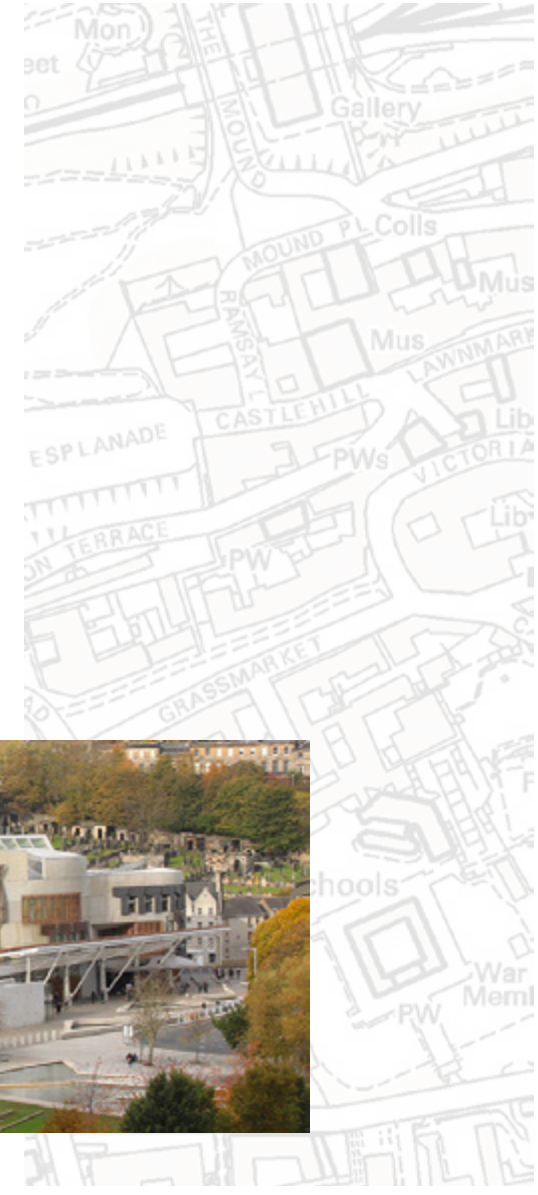 Mon
THE MOUND
Gallery
MOUND PL
Colls
Mus
RAMSAY L
Mus
LAWNMARK
CASTLEHILL
ESPLANADE
Lib
PWs
VICTORIA
Lib
ON TERRACE
PW
GRASSMARKET
AD
chools
War
Meml
PW